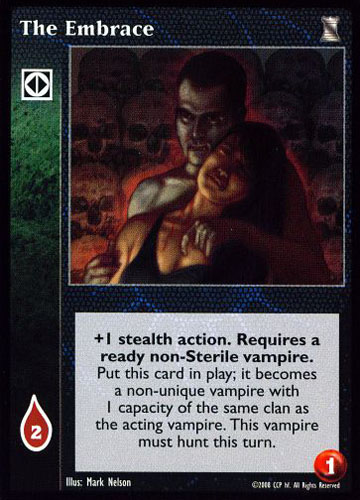 The Embrace
+1 stealth action. Requires a
ready non-Sterile vampire.
Put this card in play; it becomes
a non-unique vampire with
1 capacity of the same clan as
the acting vampire. This vampire
must hunt this turn.
2
1
Illus: Mark Nelson
©2008 CCP hf. All Rights Reserved